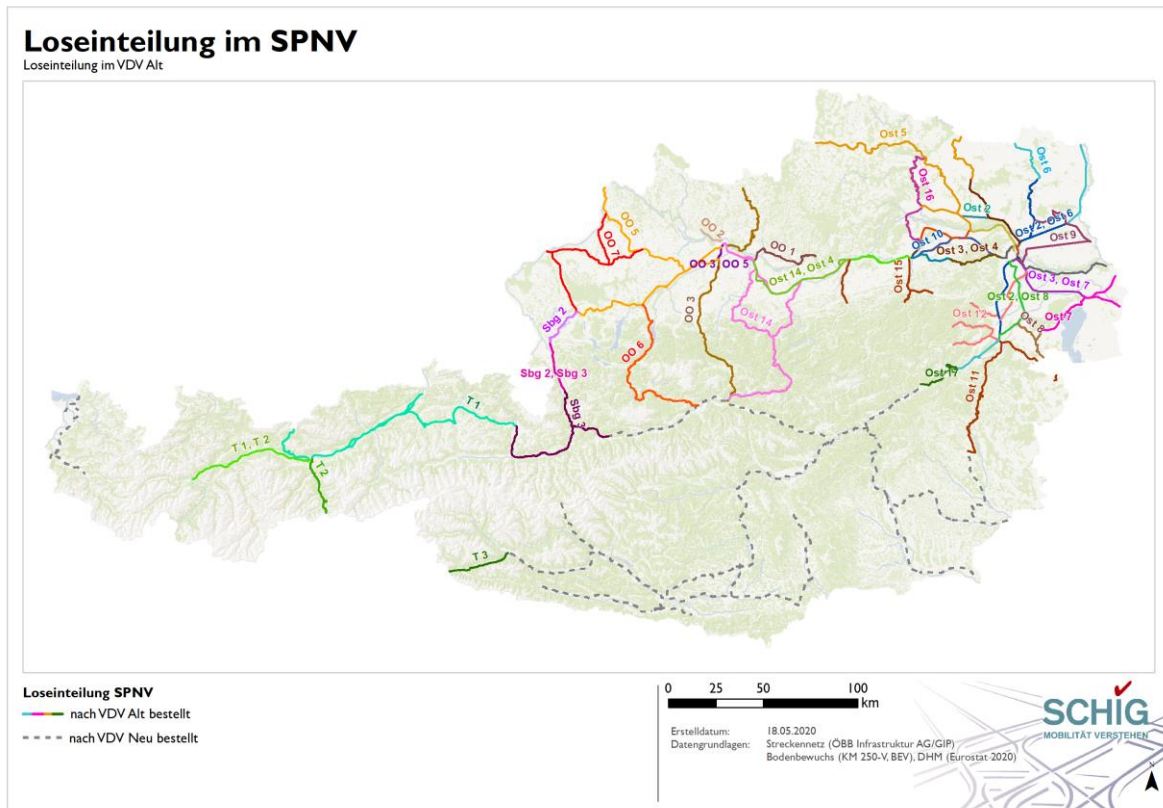 Loseinteilung im SPNV
Loseinteilung im VDV Alt
Ost 5
Ost 6
Ost 16
Ost 2
Ost 2, Ost 6
Ost 9
Ost 10
Ost 3, Ost 4
OO 5
OO 7
OO 2
OO 1
OO 3, OO 5
Ost 14, Ost 4
Ost 15
Ost 3, Ost 7
Ost 2, Ost 8
Ost 7
OO 3
Ost 14
Ost 12
Ost 8
Sbg 2
OO 6
Sbg 2, Sbg 3
Ost 17
Ost 11
Sbg 3
T 1
T 1, T 2
T 2
T 3
Loseinteilung SPNV
nach VDV Alt bestellt
nach VDV Neu bestellt
0 25 50 100
km
Erstelldatum: 18.05.2020
Datengrundlagen: Streckennetz (ÖBB Infrastruktur AG/GIP)
Bodenbewuchs (KM 250-V, BEV), DHM (Eurostat 2020)
SCHIG
MOBILITÄT VERSTEHEN
N